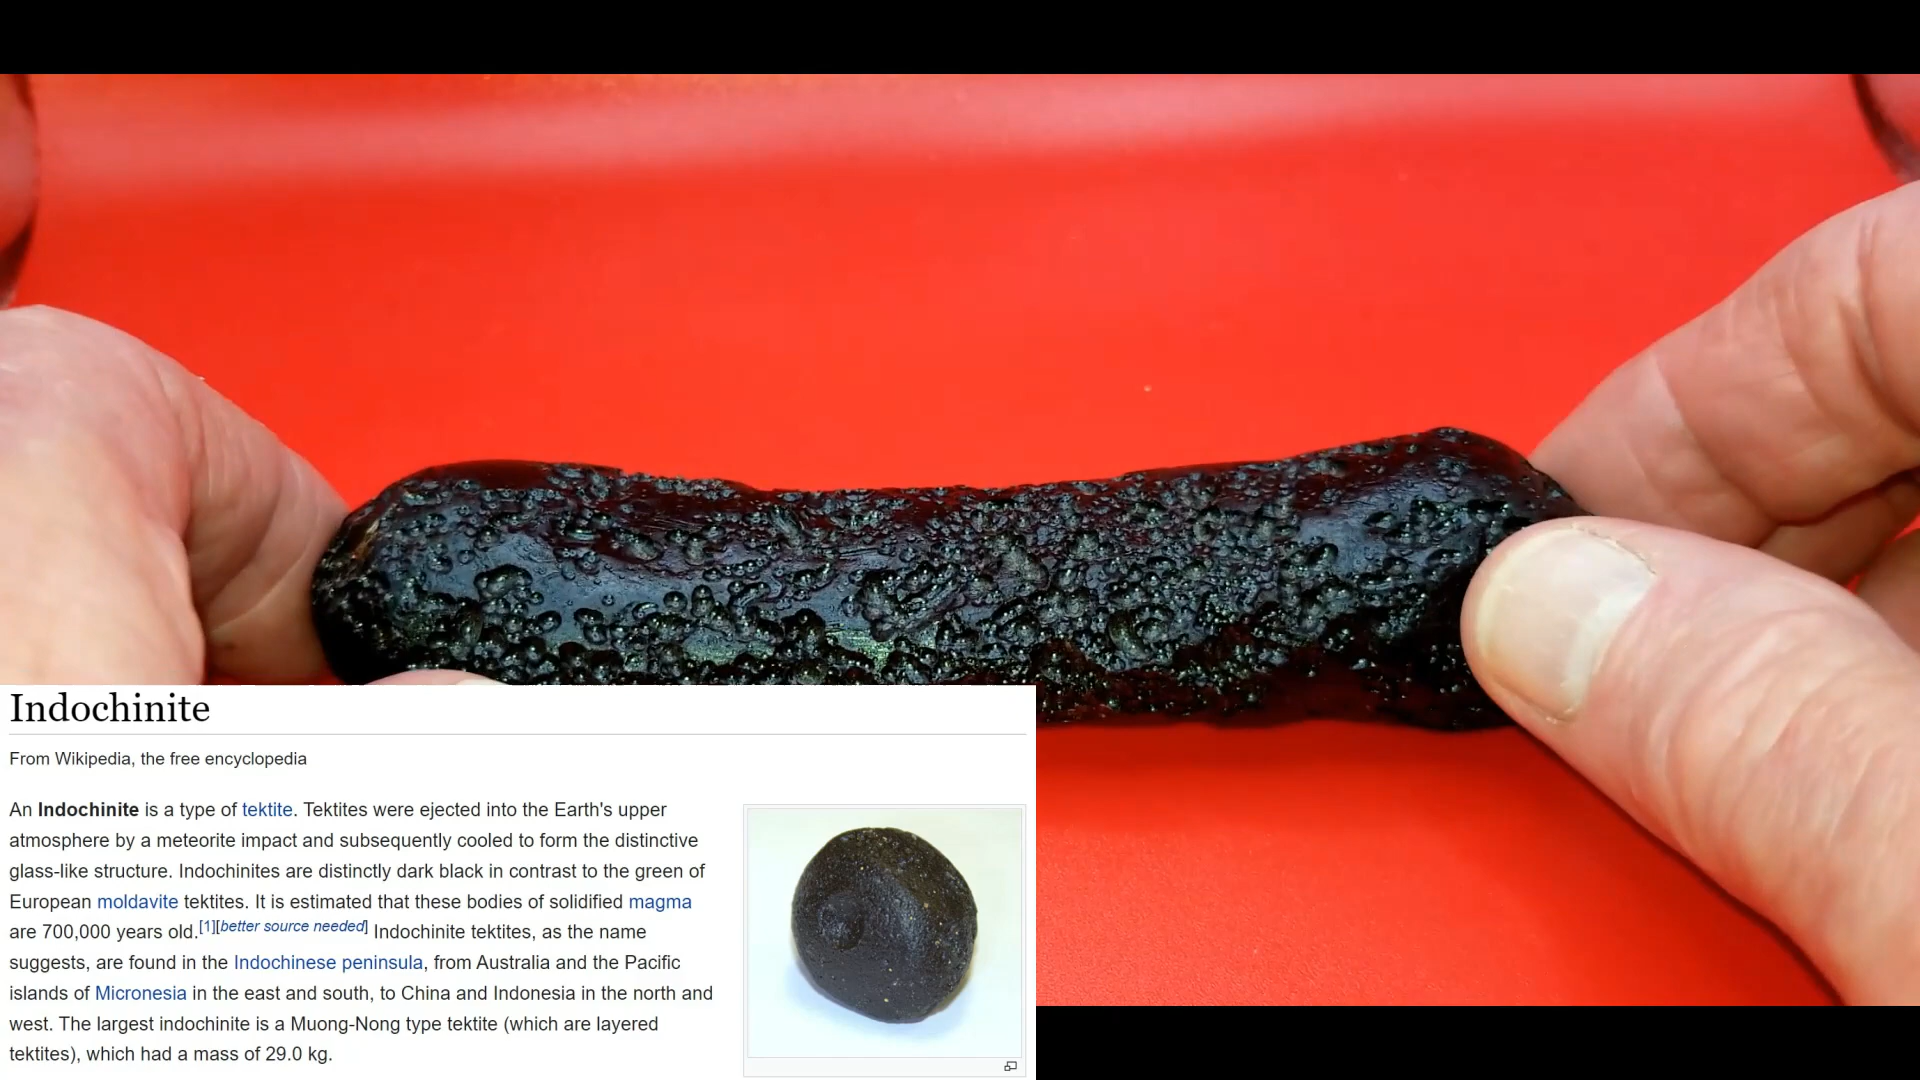 Indochinite
From Wikipedia, the free encyclopedia
An Indochinite is a type of tektite. Tektites were ejected into the Earth's upper
atmosphere by a meteorite impact and subsequently cooled to form the distinctive
glass-like structure. Indochinites are distinctly dark black in contrast to the green of
European moldavite tektites. It is estimated that these bodies of solidified magma
are 700,000 years old.[1][better source needed] Indochinite tektites, as the name
suggests, are found in the Indochinese peninsula, from Australia and the Pacific
islands of Micronesia in the east and south, to China and Indonesia in the north and
west. The largest indochinite is a Muong-Nong type tektite (which are layered
tektites), which had a mass of 29.0 kg.